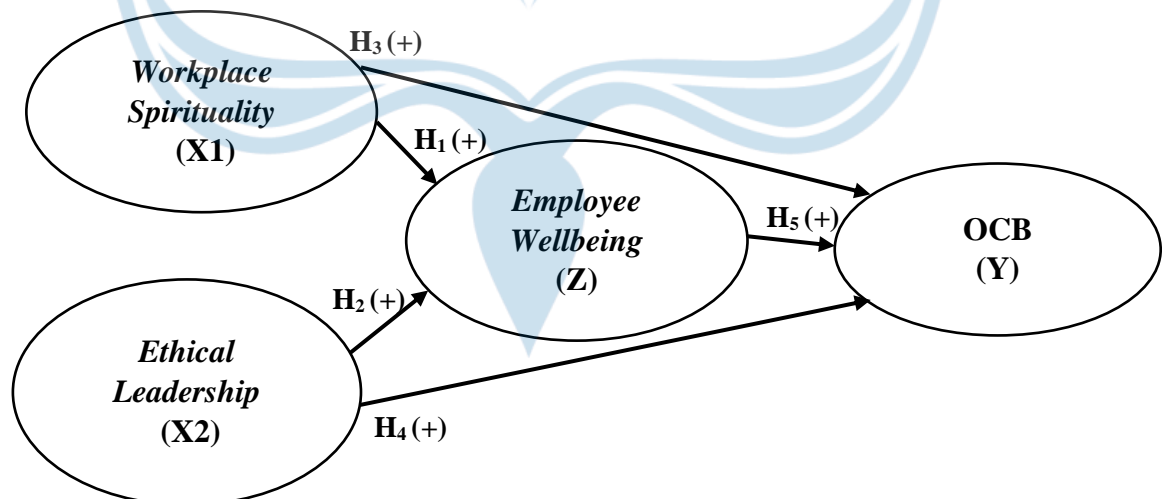 H₃ (+)
Workplace
Spirituality
(X1)
H₁ (+)
Employee
Wellbeing
(Z)
H₅ (+)
OCB
(Y)
H₂ (+)
Ethical
Leadership
(X2)
H₄ (+)